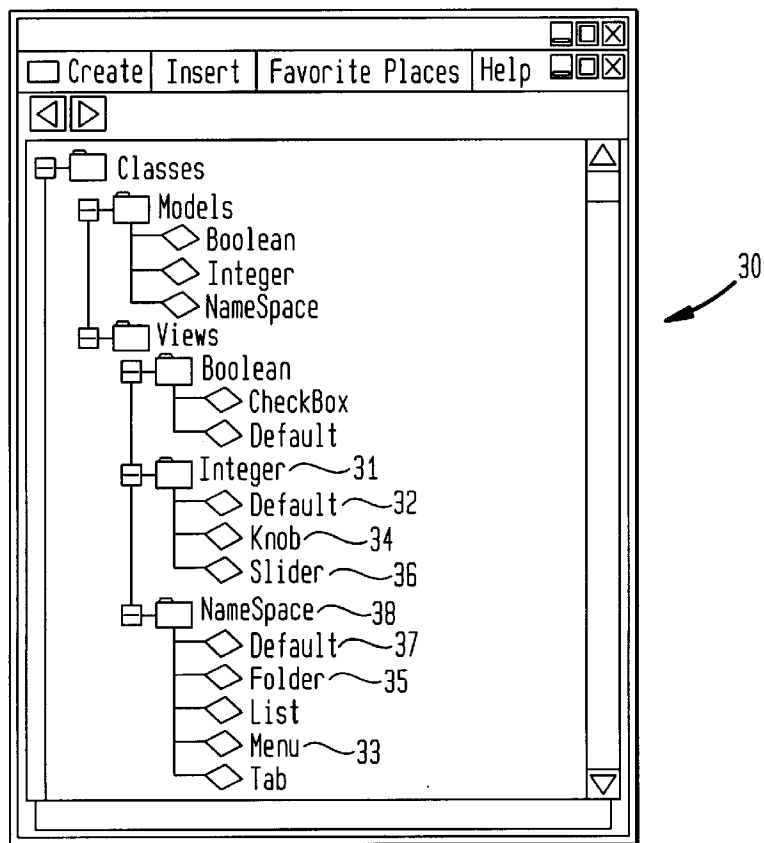 Create Insert Favorite Places Help
Classes
Models
Boolean
Integer
NameSpace
Views
Boolean
CheckBox
Default
Integer 31
Default 32
Knob 34
Slider 36
NameSpace 38
Default 37
Folder 35
List
Menu 33
Tab
30